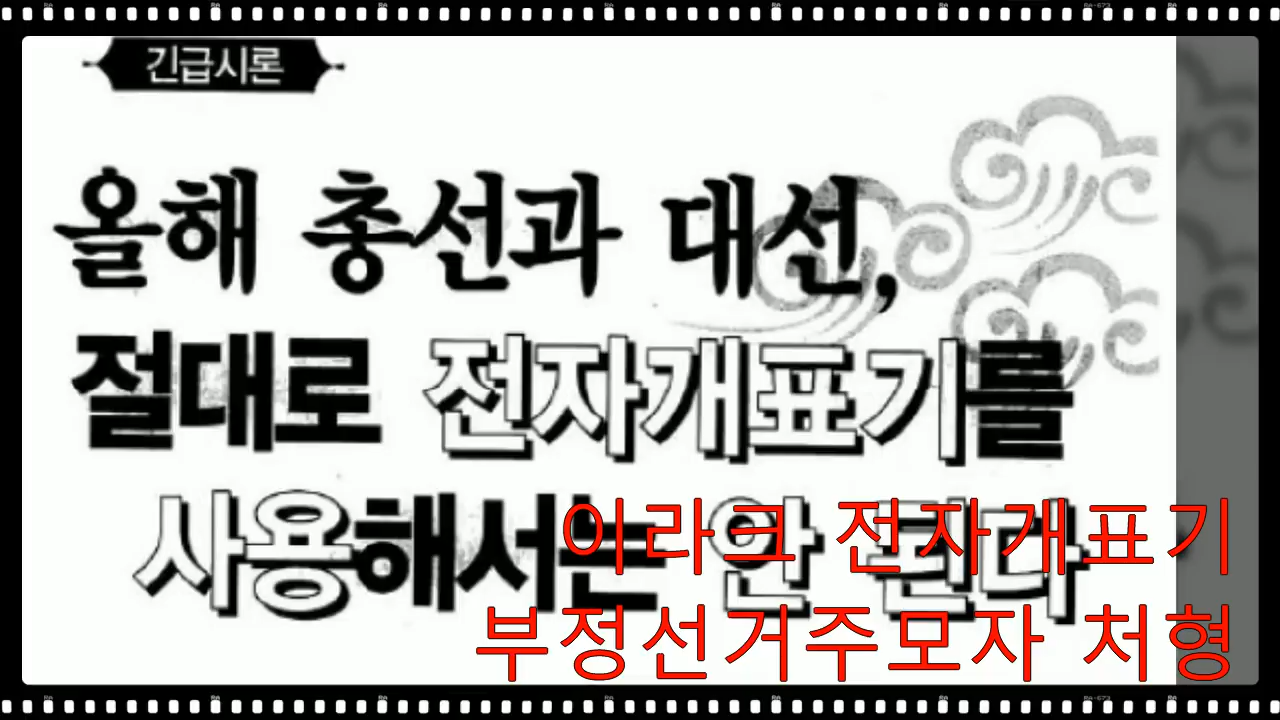 긴급시론
올해 총선과 대선,
절대로 전자개표기를
사용해서는 안 된다
이라크 전자개표기
부정선거주모자 처형